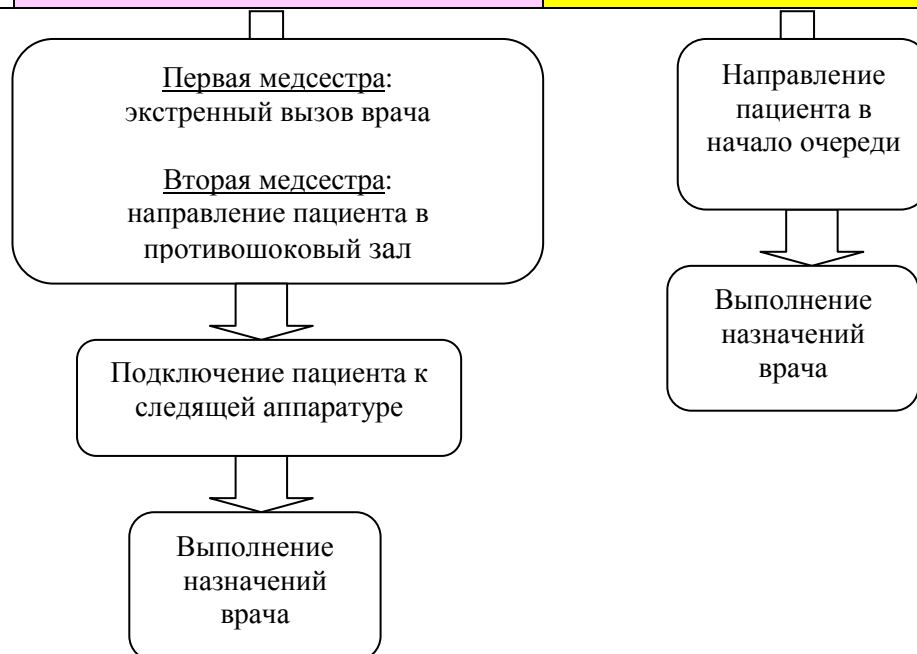 Первая медсестра:
экстренный вызов врача
Вторая медсестра:
направление пациента в
противошоковый зал
Подключение пациента к
следящей аппаратуре
Выполнение
назначений
врача
Направление
пациента в
начало очереди
Выполнение
назначений
врача